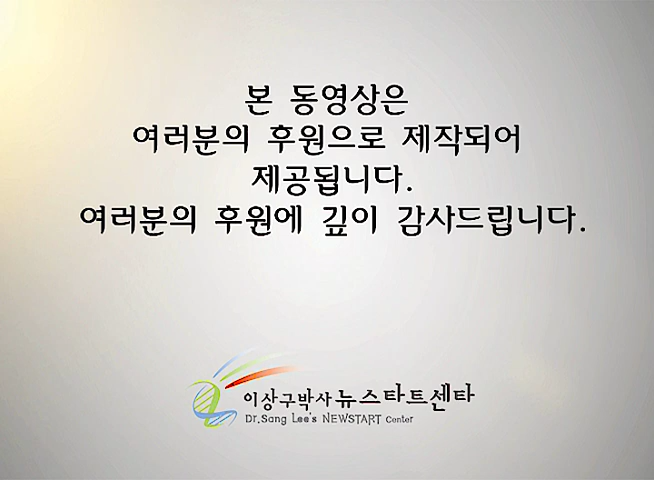 본 동영상은
여러분의 후원으로 제작되어
제공됩니다.
여러분의 후원에 깊이 감사드립니다.
이상구박사 뉴스타트센타
Dr.Sang Lee's NEWSTART Center